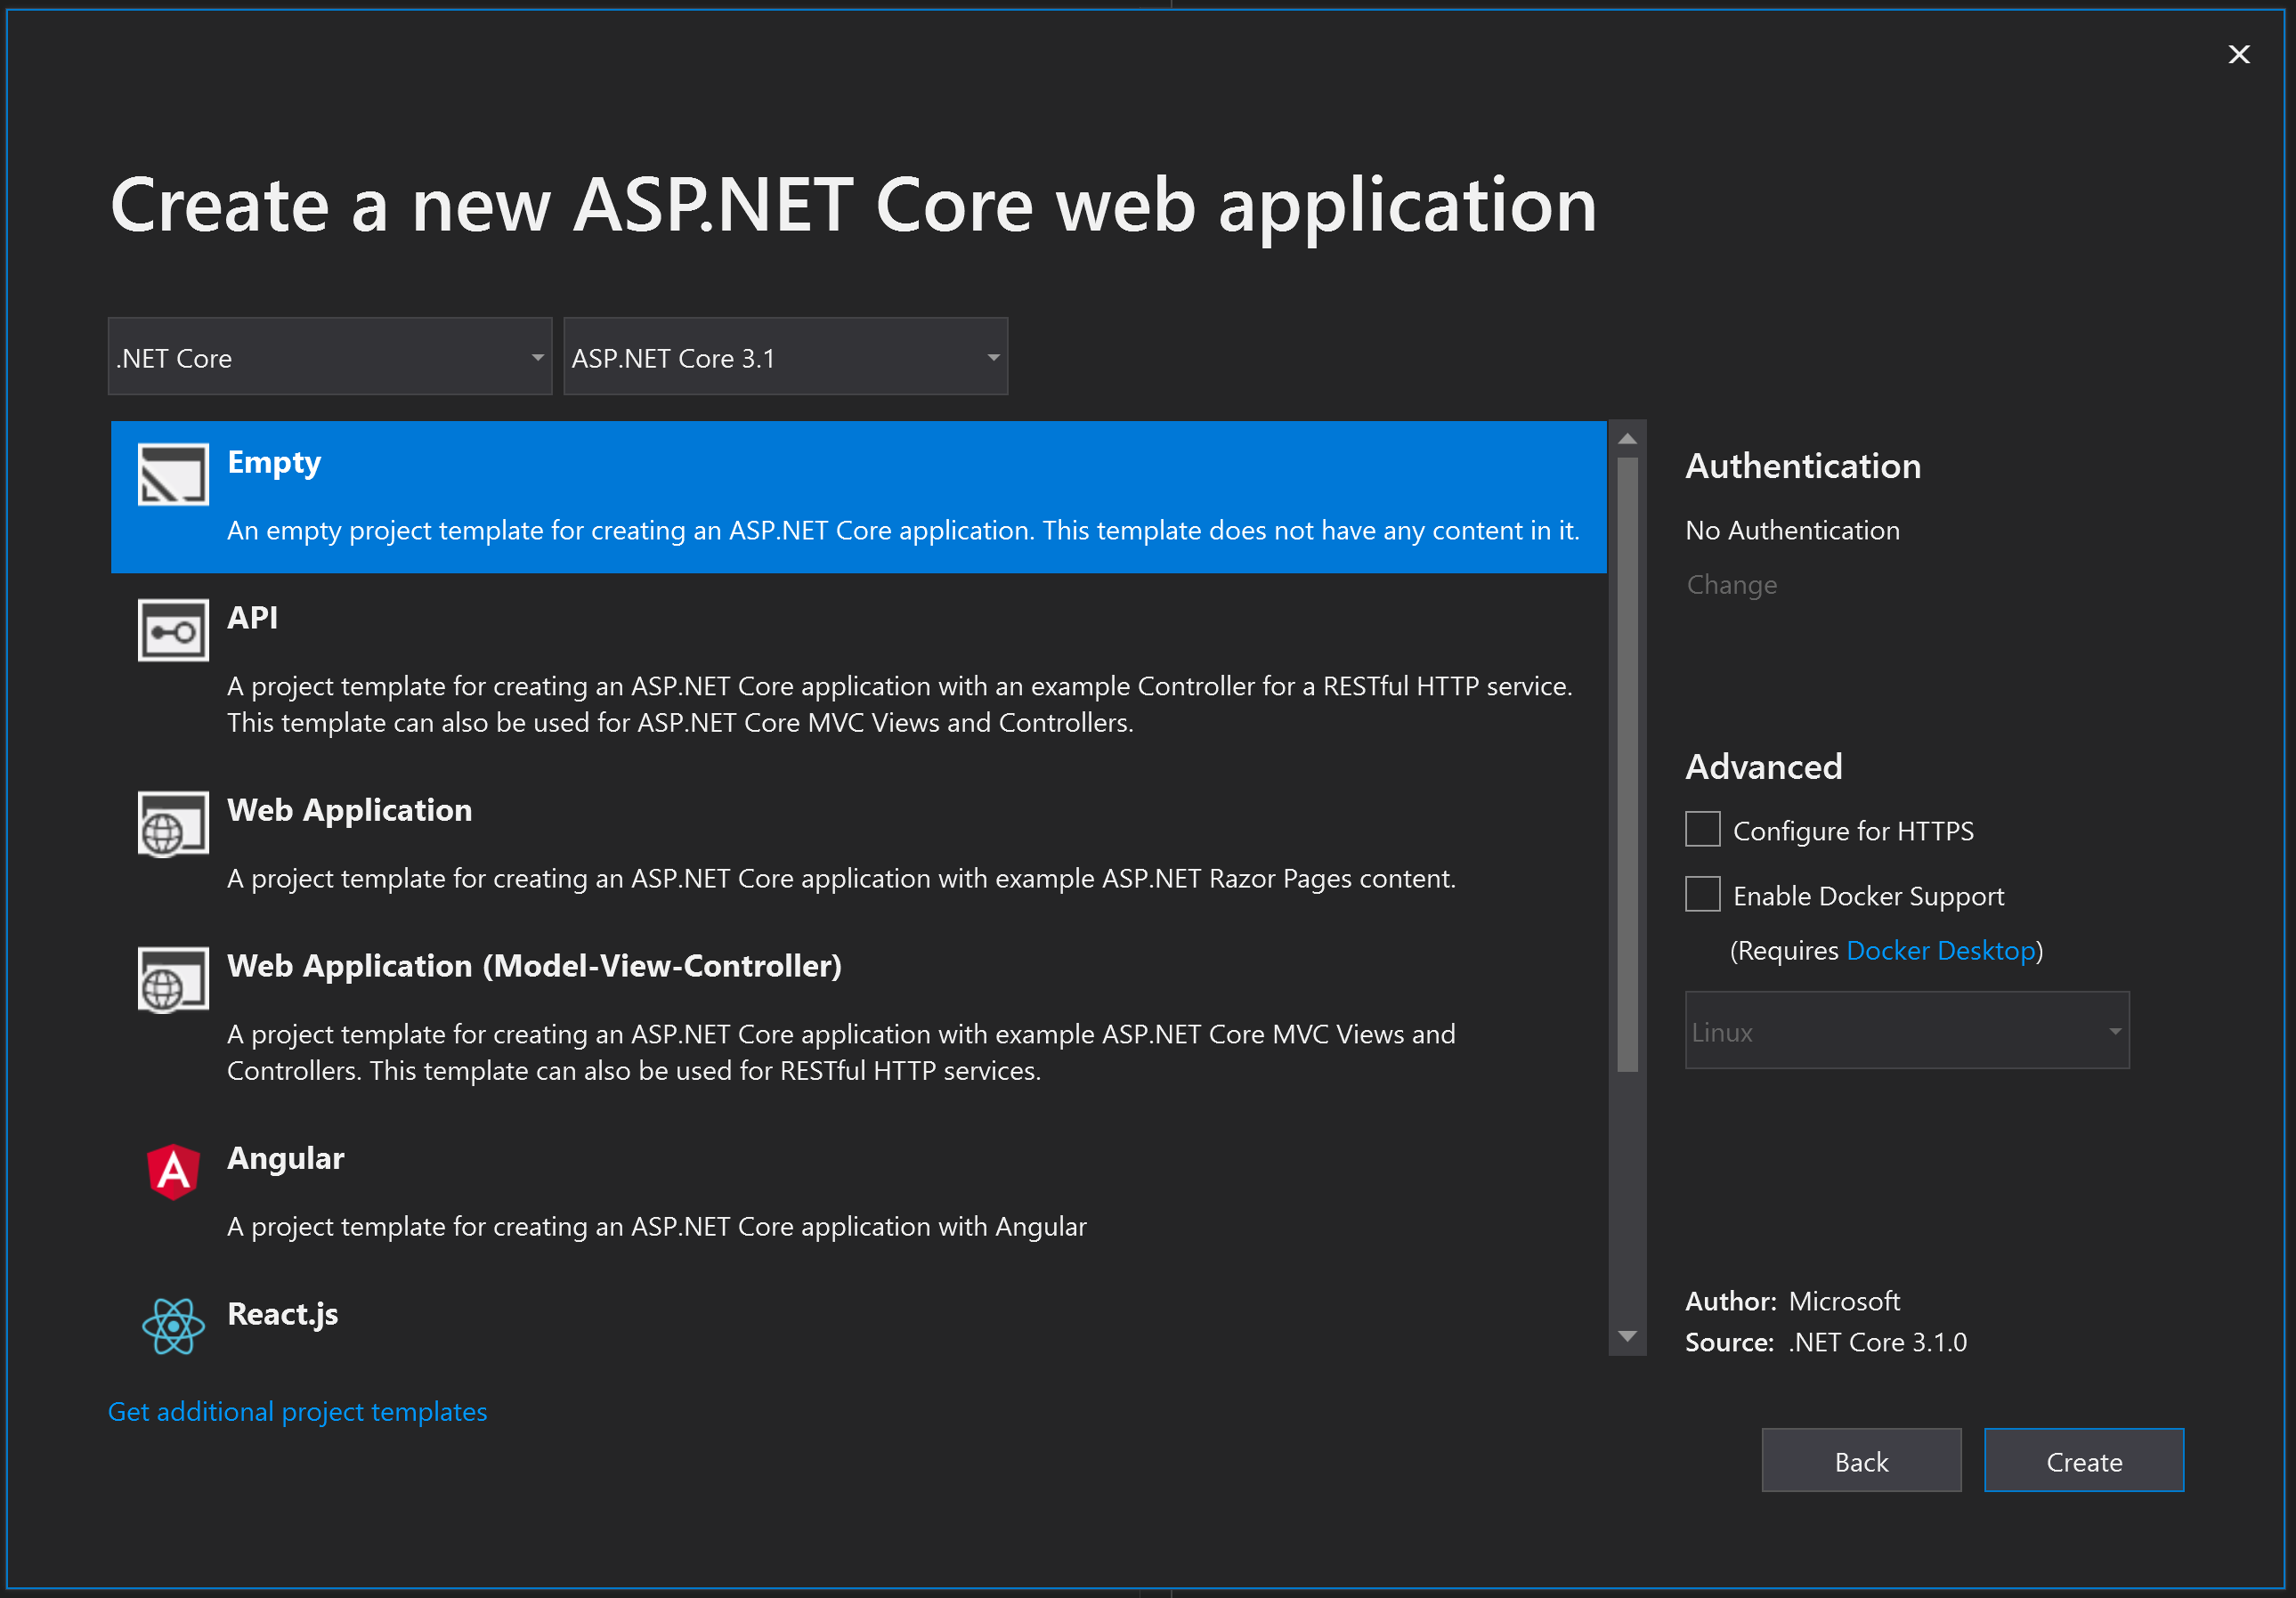 Create a new ASP.NET Core web application
.NET Core
ASP.NET Core 3.1
Empty
An empty project template for creating an ASP.NET Core application. This template does not have any content in it.
API
A project template for creating an ASP.NET Core application with an example Controller for a RESTful HTTP service.
This template can also be used for ASP.NET Core MVC Views and Controllers.
Web Application
A project template for creating an ASP.NET Core application with example ASP.NET Razor Pages content.
Web Application (Model-View-Controller)
A project template for creating an ASP.NET Core application with example ASP.NET Core MVC Views and
Controllers. This template can also be used for RESTful HTTP services.
Angular
A project template for creating an ASP.NET Core application with Angular
React.js
Get additional project templates
Authentication
No Authentication
Change
Advanced
Configure for HTTPS
Enable Docker Support
(Requires Docker Desktop)
Linux
Author: Microsoft
Source: .NET Core 3.1.0
Back
Create